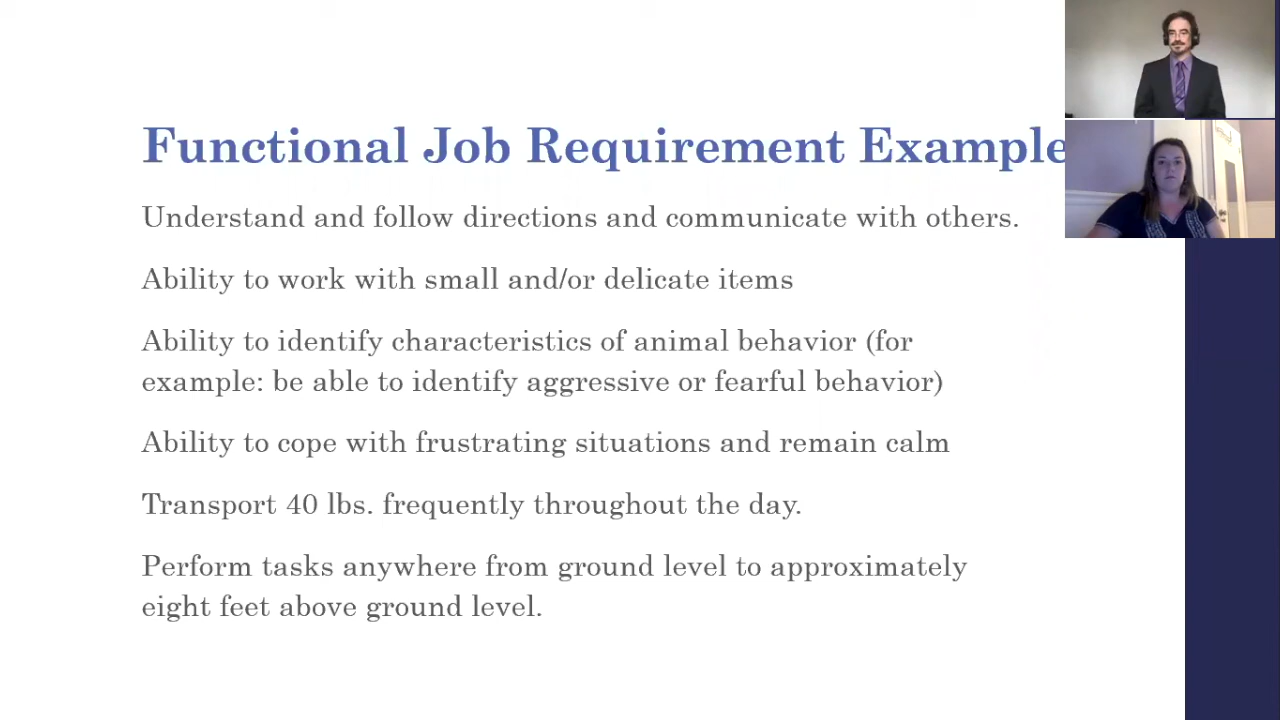 Functional Job Requirement Example
Understand and follow directions and communicate with others.
Ability to work with small and/or delicate items
Ability to identify characteristics of animal behavior (for
example: be able to identify aggressive or fearful behavior)
Ability to cope with frustrating situations and remain calm
Transport 40 lbs. frequently throughout the day.
Perform tasks anywhere from ground level to approximately
eight feet above ground level.